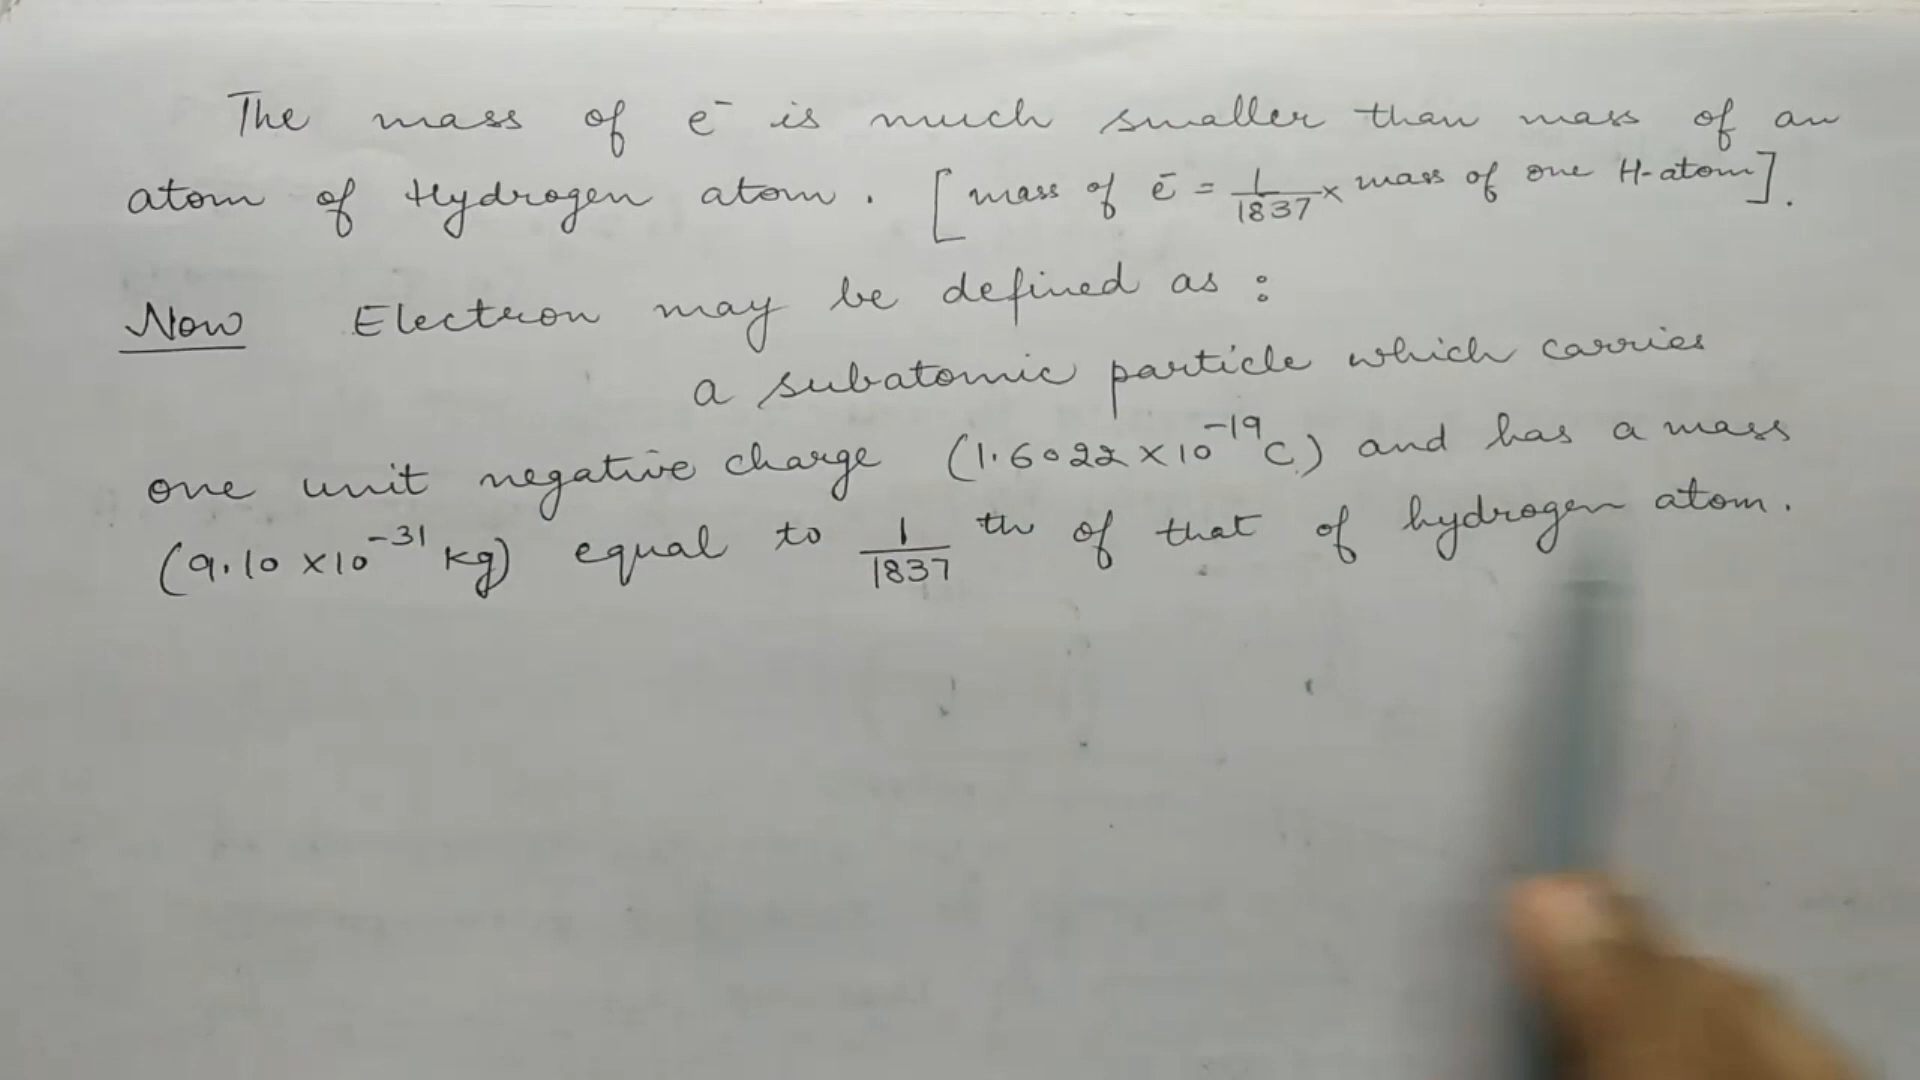 The mass of e⁻ is much smaller than mass of an
atom of Hydrogen atom. [mass of e⁻ = 1/1837 × mass of one H-atom].
Now Electron may be defined as :
a subatomic particle which carries
one unit negative charge (1.6022 × 10⁻¹⁹ C) and has a mass
(9.10 × 10⁻³¹ kg) equal to 1/1837 th of that of hydrogen atom.